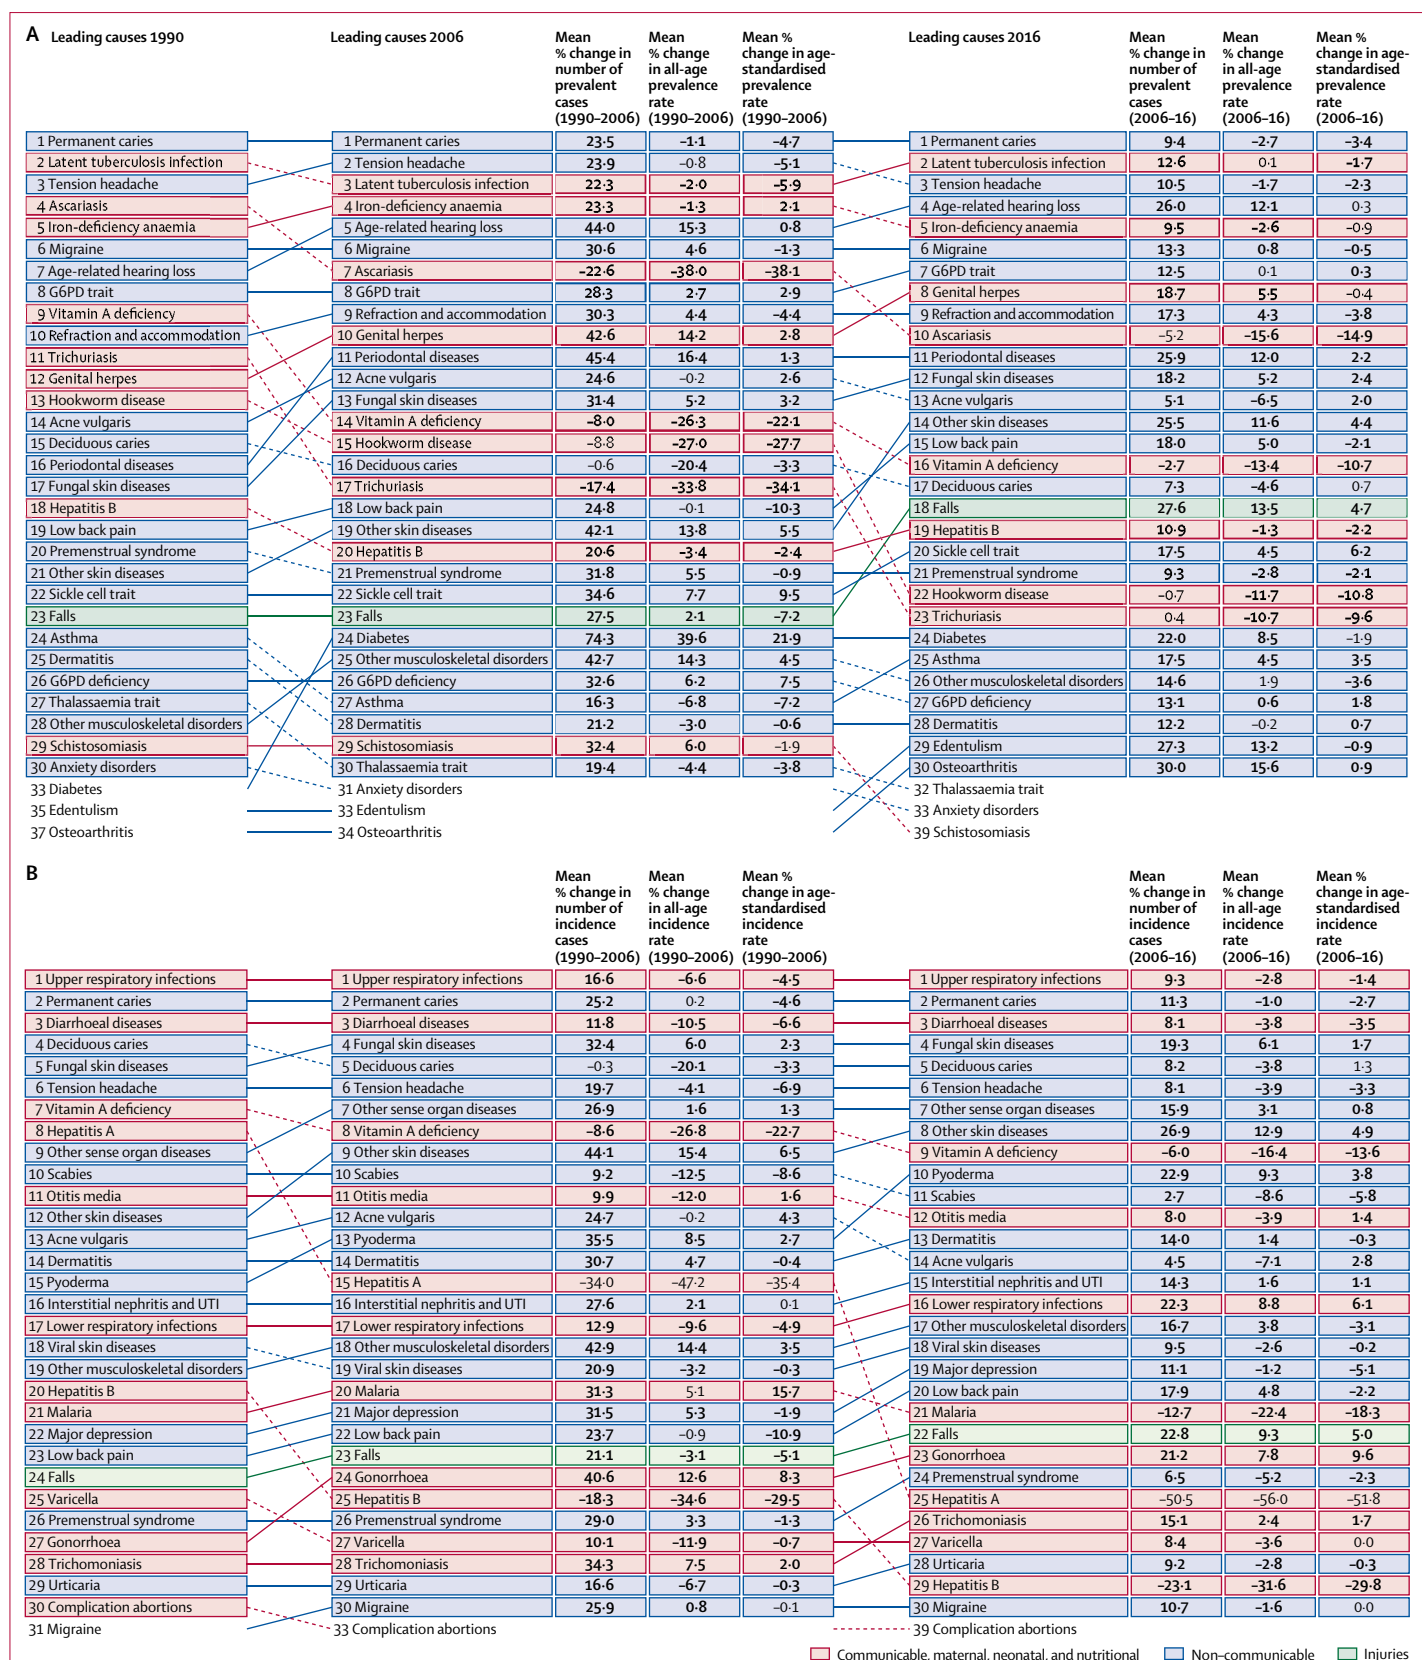 A Leading causes 1990 Leading causes 2006 Mean % change in number of prevalent cases (1990–2006) Mean % change in all-age prevalence rate (1990–2006) Mean % change in age-standardised prevalence rate (1990–2006) Leading causes 2016 Mean % change in number of prevalent cases (2006–16) Mean % change in all-age prevalence rate (2006–16) Mean % change in age-standardised prevalence rate (2006–16)
1 Permanent caries 1 Permanent caries 23·5 –1·1 –4·7 1 Permanent caries 9·4 –2·7 –3·4
2 Latent tuberculosis infection 2 Tension headache 23·9 –0·8 –5·1 2 Latent tuberculosis infection 12·6 0·1 –1·7
3 Tension headache 3 Latent tuberculosis infection 22·3 –2·0 –5·9 3 Tension headache 10·5 –1·7 –2·3
4 Ascariasis 4 Iron-deficiency anaemia 23·3 –1·3 2·1 4 Age-related hearing loss 26·0 12·1 0·3
5 Iron-deficiency anaemia 5 Age-related hearing loss 44·0 15·3 0·8 5 Iron-deficiency anaemia 9·5 –2·6 –0·9
6 Migraine 6 Migraine 30·6 4·6 –1·3 6 Migraine 13·3 0·8 –0·5
7 Age-related hearing loss 7 Ascariasis –22·6 –38·0 –38·1 7 G6PD trait 12·5 0·1 0·3
8 G6PD trait 8 G6PD trait 28·3 2·7 2·9 8 Genital herpes 18·7 5·5 –0·4
9 Vitamin A deficiency 9 Refraction and accommodation 30·3 4·4 –4·4 9 Refraction and accommodation 17·3 4·3 –3·8
10 Refraction and accommodation 10 Genital herpes 42·6 14·2 2·8 10 Ascariasis –5·2 –15·6 –14·9
11 Trichuriasis 11 Periodontal diseases 45·4 16·4 1·3 11 Periodontal diseases 25·9 12·0 2·2
12 Genital herpes 12 Acne vulgaris 24·6 –0·2 2·6 12 Fungal skin diseases 18·2 5·2 2·4
13 Hookworm disease 13 Fungal skin diseases 31·4 5·2 3·2 13 Acne vulgaris 5·1 –6·5 2·0
14 Acne vulgaris 14 Vitamin A deficiency –8·0 –26·3 –22·1 14 Other skin diseases 25·5 11·6 4·4
15 Deciduous caries 15 Hookworm disease –8·8 –27·0 –27·7 15 Low back pain 18·0 5·0 –2·1
16 Periodontal diseases 16 Deciduous caries –0·6 –20·4 –3·3 16 Vitamin A deficiency –2·7 –13·4 –10·7
17 Fungal skin diseases 17 Trichuriasis –17·4 –33·8 –34·1 17 Deciduous caries 7·3 –4·6 0·7
18 Hepatitis B 18 Low back pain 24·8 –0·1 –10·3 18 Falls 27·6 13·5 4·7
19 Low back pain 19 Other skin diseases 42·1 13·8 5·5 19 Hepatitis B 10·9 –1·3 –2·2
20 Premenstrual syndrome 20 Hepatitis B 20·6 –3·4 –2·4 20 Sickle cell trait 17·5 4·5 6·2
21 Other skin diseases 21 Premenstrual syndrome 31·8 5·5 –0·9 21 Premenstrual syndrome 9·3 –2·8 –2·1
22 Sickle cell trait 22 Sickle cell trait 34·6 7·7 9·5 22 Hookworm disease –0·7 –11·7 –10·8
23 Falls 23 Falls 27·5 2·1 –7·2 23 Trichuriasis 0·4 –10·7 –9·6
24 Asthma 24 Diabetes 74·3 39·6 21·9 24 Diabetes 22·0 8·5 –1·9
25 Dermatitis 25 Other musculoskeletal disorders 42·7 14·3 4·5 25 Asthma 17·5 4·5 3·5
26 G6PD deficiency 26 G6PD deficiency 32·6 6·2 7·5 26 Other musculoskeletal disorders 14·6 1·9 –3·6
27 Thalassaemia trait 27 Asthma 16·3 –6·8 –7·2 27 G6PD deficiency 13·1 0·6 1·8
28 Other musculoskeletal disorders 28 Dermatitis 21·2 –3·0 –0·6 28 Dermatitis 12·2 –0·2 0·7
29 Schistosomiasis 29 Schistosomiasis 32·4 6·0 –1·9 29 Edentulism 27·3 13·2 –0·9
30 Anxiety disorders 30 Thalassaemia trait 19·4 –4·4 –3·8 30 Osteoarthritis 30·0 15·6 0·9
33 Diabetes 31 Anxiety disorders 32 Thalassaemia trait
35 Edentulism 33 Edentulism 33 Anxiety disorders
37 Osteoarthritis 34 Osteoarthritis 39 Schistosomiasis
B Mean % change in number of incidence cases (1990–2006) Mean % change in all-age incidence rate (1990–2006) Mean % change in age-standardised incidence rate (1990–2006) Mean % change in number of incidence cases (2006–16) Mean % change in all-age incidence rate (2006–16) Mean % change in age-standardised incidence rate (2006–16)
1 Upper respiratory infections 1 Upper respiratory infections 16·6 –6·6 –4·5 1 Upper respiratory infections 9·3 –2·8 –1·4
2 Permanent caries 2 Permanent caries 25·2 0·2 –4·6 2 Permanent caries 11·3 –1·0 –2·7
3 Diarrhoeal diseases 3 Diarrhoeal diseases 11·8 –10·5 –6·6 3 Diarrhoeal diseases 8·1 –3·8 –3·5
4 Deciduous caries 4 Fungal skin diseases 32·4 6·0 2·3 4 Fungal skin diseases 19·3 6·1 1·7
5 Fungal skin diseases 5 Deciduous caries –0·3 –20·1 –3·3 5 Deciduous caries 8·2 –3·8 1·3
6 Tension headache 6 Tension headache 19·7 –4·1 –6·9 6 Tension headache 8·1 –3·9 –3·3
7 Vitamin A deficiency 7 Other sense organ diseases 26·9 1·6 1·3 7 Other sense organ diseases 15·9 3·1 0·8
8 Hepatitis A 8 Vitamin A deficiency –8·6 –26·8 –22·7 8 Other skin diseases 26·9 12·9 4·9
9 Other sense organ diseases 9 Other skin diseases 44·1 15·4 6·5 9 Vitamin A deficiency –6·0 –16·4 –13·6
10 Scabies 10 Scabies 9·2 –12·5 –8·6 10 Pyoderma 22·9 9·3 3·8
11 Otitis media 11 Otitis media 9·9 –12·0 1·6 11 Scabies 2·7 –8·6 –5·8
12 Other skin diseases 12 Acne vulgaris 24·7 –0·2 4·3 12 Otitis media 8·0 –3·9 1·4
13 Acne vulgaris 13 Pyoderma 35·5 8·5 2·7 13 Dermatitis 14·0 1·4 –0·3
14 Dermatitis 14 Dermatitis 30·7 4·7 –0·4 14 Acne vulgaris 4·5 –7·1 2·8
15 Pyoderma 15 Hepatitis A –34·0 –47·2 –35·4 15 Interstitial nephritis and UTI 14·3 1·6 1·1
16 Interstitial nephritis and UTI 16 Interstitial nephritis and UTI 27·6 2·1 0·1 16 Lower respiratory infections 22·3 8·8 6·1
17 Lower respiratory infections 17 Lower respiratory infections 12·9 –9·6 –4·9 17 Other musculoskeletal disorders 16·7 3·8 –3·1
18 Viral skin diseases 18 Other musculoskeletal disorders 42·9 14·4 3·5 18 Viral skin diseases 9·5 –2·6 –0·2
19 Other musculoskeletal disorders 19 Viral skin diseases 20·9 –3·2 –0·3 19 Major depression 11·1 –1·2 –5·1
20 Hepatitis B 20 Malaria 31·3 5·1 15·7 20 Low back pain 17·9 4·8 –2·2
21 Malaria 21 Major depression 31·5 5·3 –1·9 21 Malaria –12·7 –22·4 –18·3
22 Major depression 22 Low back pain 23·7 –0·9 –10·9 22 Falls 22·8 9·3 5·0
23 Low back pain 23 Falls 21·1 –3·1 –5·1 23 Gonorrhoea 21·2 7·8 9·6
24 Falls 24 Gonorrhoea 40·6 12·6 8·3 24 Premenstrual syndrome 6·5 –5·2 –2·3
25 Varicella 25 Hepatitis B –18·3 –34·6 –29·5 25 Hepatitis A –50·5 –56·0 –51·8
26 Premenstrual syndrome 26 Premenstrual syndrome 29·0 3·3 –1·3 26 Trichomoniasis 15·1 2·4 1·7
27 Gonorrhoea 27 Varicella 10·1 –11·9 –0·7 27 Varicella 8·4 –3·6 0·0
28 Trichomoniasis 28 Trichomoniasis 34·3 7·5 2·0 28 Urticaria 9·2 –2·8 –0·3
29 Urticaria 29 Urticaria 16·6 –6·7 –0·3 29 Hepatitis B –23·1 –31·6 –29·8
30 Complication abortions 30 Migraine 25·9 0·8 –0·1 30 Migraine 10·7 –1·6 0·0
31 Migraine 33 Complication abortions 39 Complication abortions
Communicable, maternal, neonatal, and nutritional Non–communicable Injuries